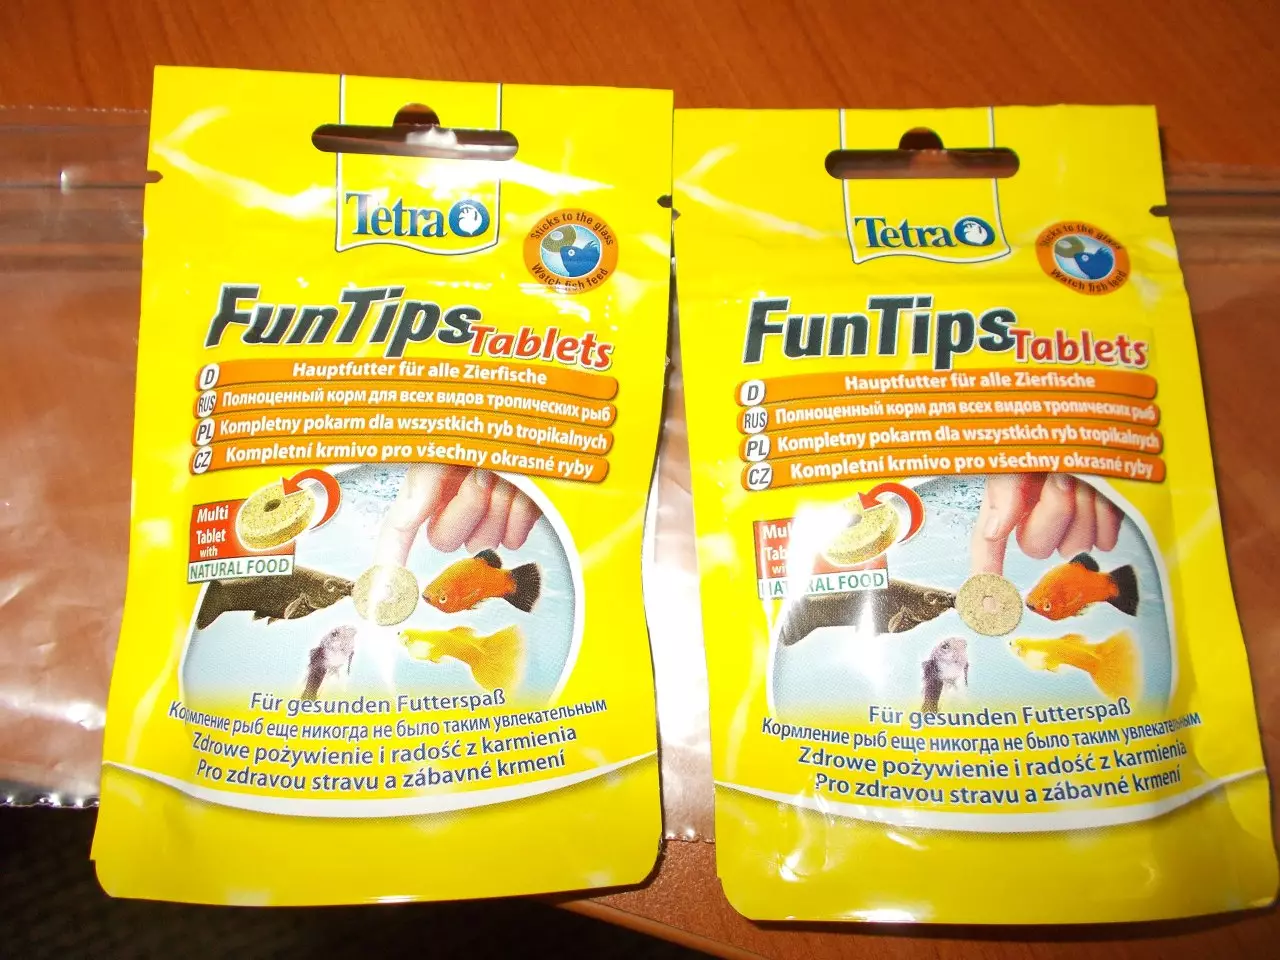 Tetra
Sticks to the glass
Watch fish feed
FunTips Tablets
D Hauptfutter für alle Zierfische
RUS Полноценный корм для всех видов тропических рыб
PL Kompletny pokarm dla wszystkich ryb tropikalnych
CZ Kompletní krmivo pro všechny okrasné ryby
Multi
Tablet
with
NATURAL FOOD
Für gesunden Futterspaß
Кормление рыб еще никогда не было таким увлекательным
Zdrowe pożywienie i radość z karmienia
Pro zdravou stravu a zábavné krmení
Tetra
Sticks to the glass
Watch fish feed
FunTips Tablets
D Hauptfutter für alle Zierfische
RUS Полноценный корм для всех видов тропических рыб
PL Kompletny pokarm dla wszystkich ryb tropikalnych
CZ Kompletní krmivo pro všechny okrasné ryby
Multi
Tablet
with
NATURAL FOOD
Für gesunden Futterspaß
Кормление рыб еще никогда не было таким увлекательным
Zdrowe pożywienie i radość z karmienia
Pro zdravou stravu a zábavné krmení